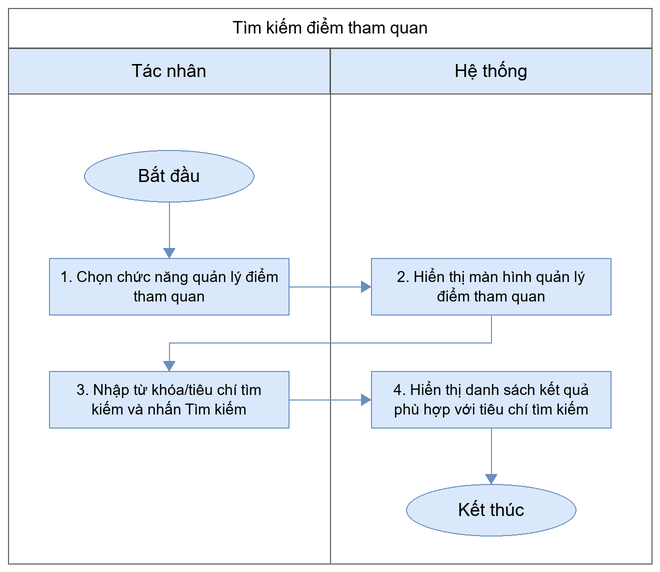 Tìm kiếm điểm tham quan
Tác nhân
Hệ thống
Bắt đầu
1. Chọn chức năng quản lý điểm
tham quan
2. Hiển thị màn hình quản lý
điểm tham quan
3. Nhập từ khóa/tiêu chí tìm
kiếm và nhấn Tìm kiếm
4. Hiển thị danh sách kết quả
phù hợp với tiêu chí tìm kiếm
Kết thúc